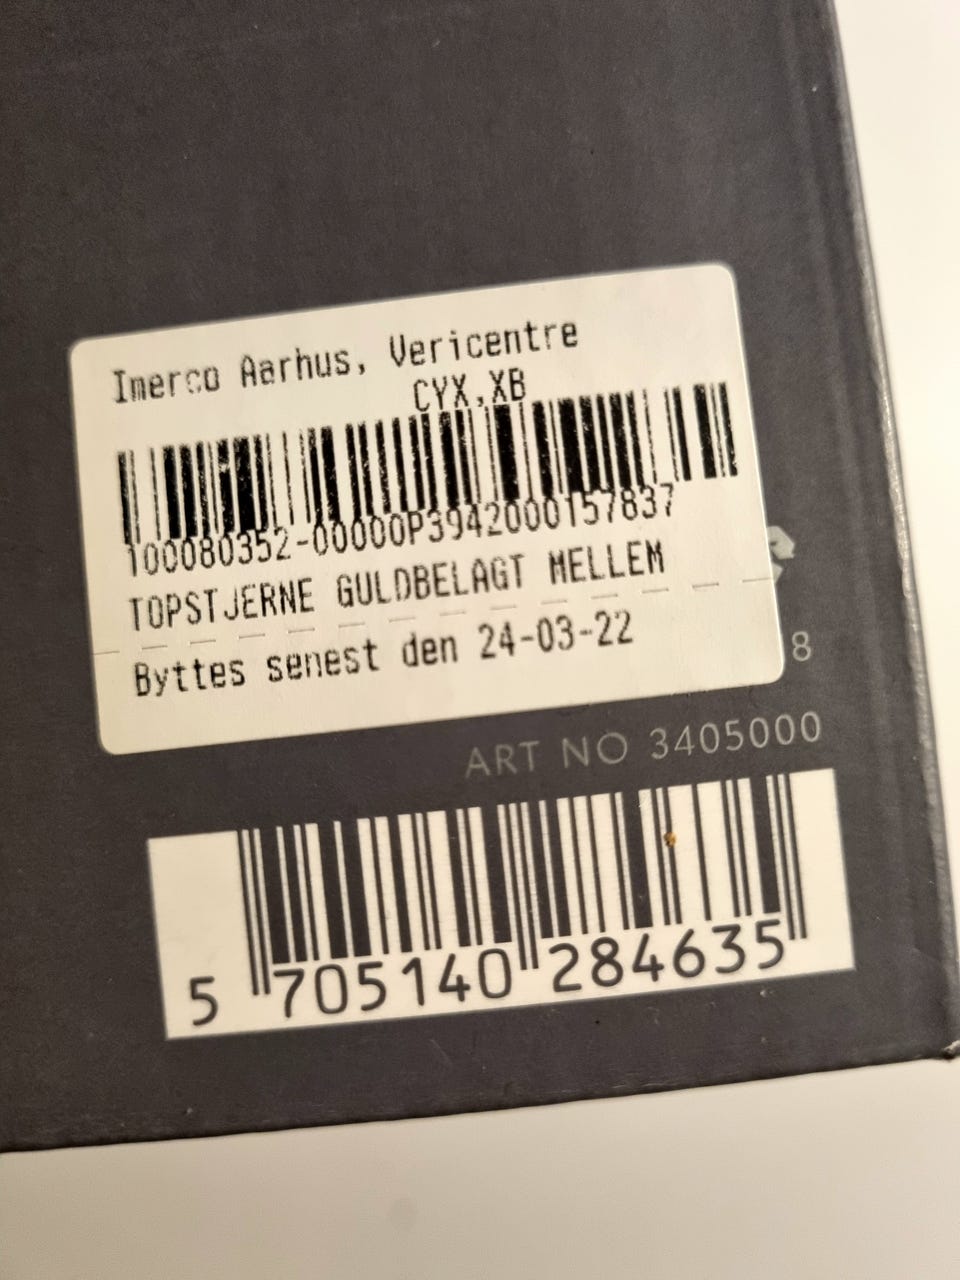 Imerco Aarhus, Vericentre
CYX,XB
100080352-00000P3942000157837
TOPSTJERNE GULDBELAGT MELLEM
Byttes senest den 24-03-22
8
ART NO 3405000
5 705140 284635